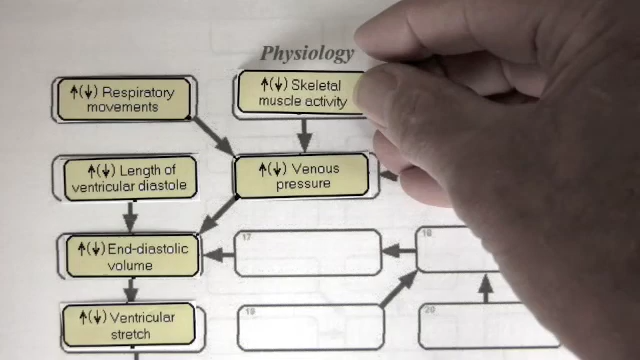 Physiology
↑(↓) Respiratory
movements
↑(↓) Skeletal
muscle activity
↑(↓) Length of
ventricular diastole
↑(↓) Venous
pressure
↑(↓) End-diastolic
volume
17
18
↑(↓) Ventricular
stretch
19
20